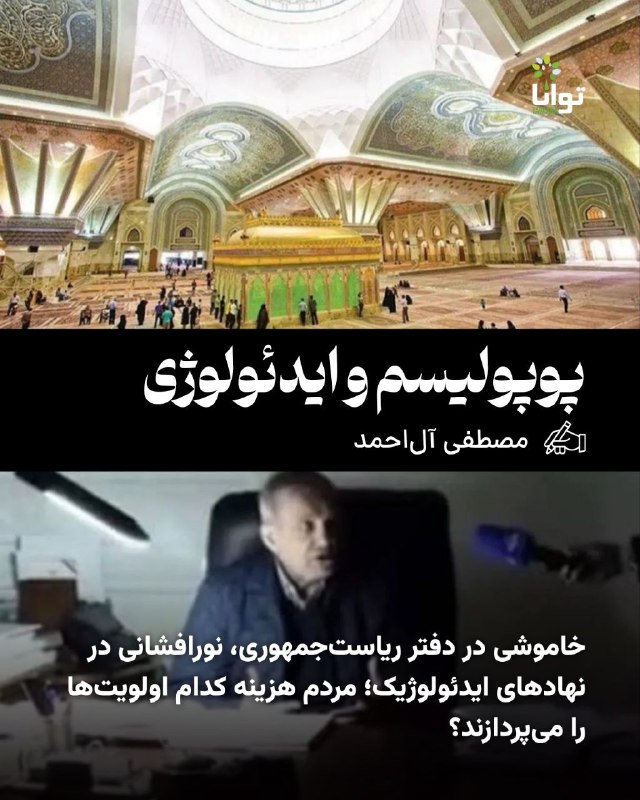 توانا
پوپولیسم و ایدئولوژی
مصطفی آل‌احمد
خاموشی در دفتر ریاست‌جمهوری، نورافشانی در
نهادهای ایدئولوژیک؛ مردم هزینه کدام اولویت‌ها
را می‌پردازند؟